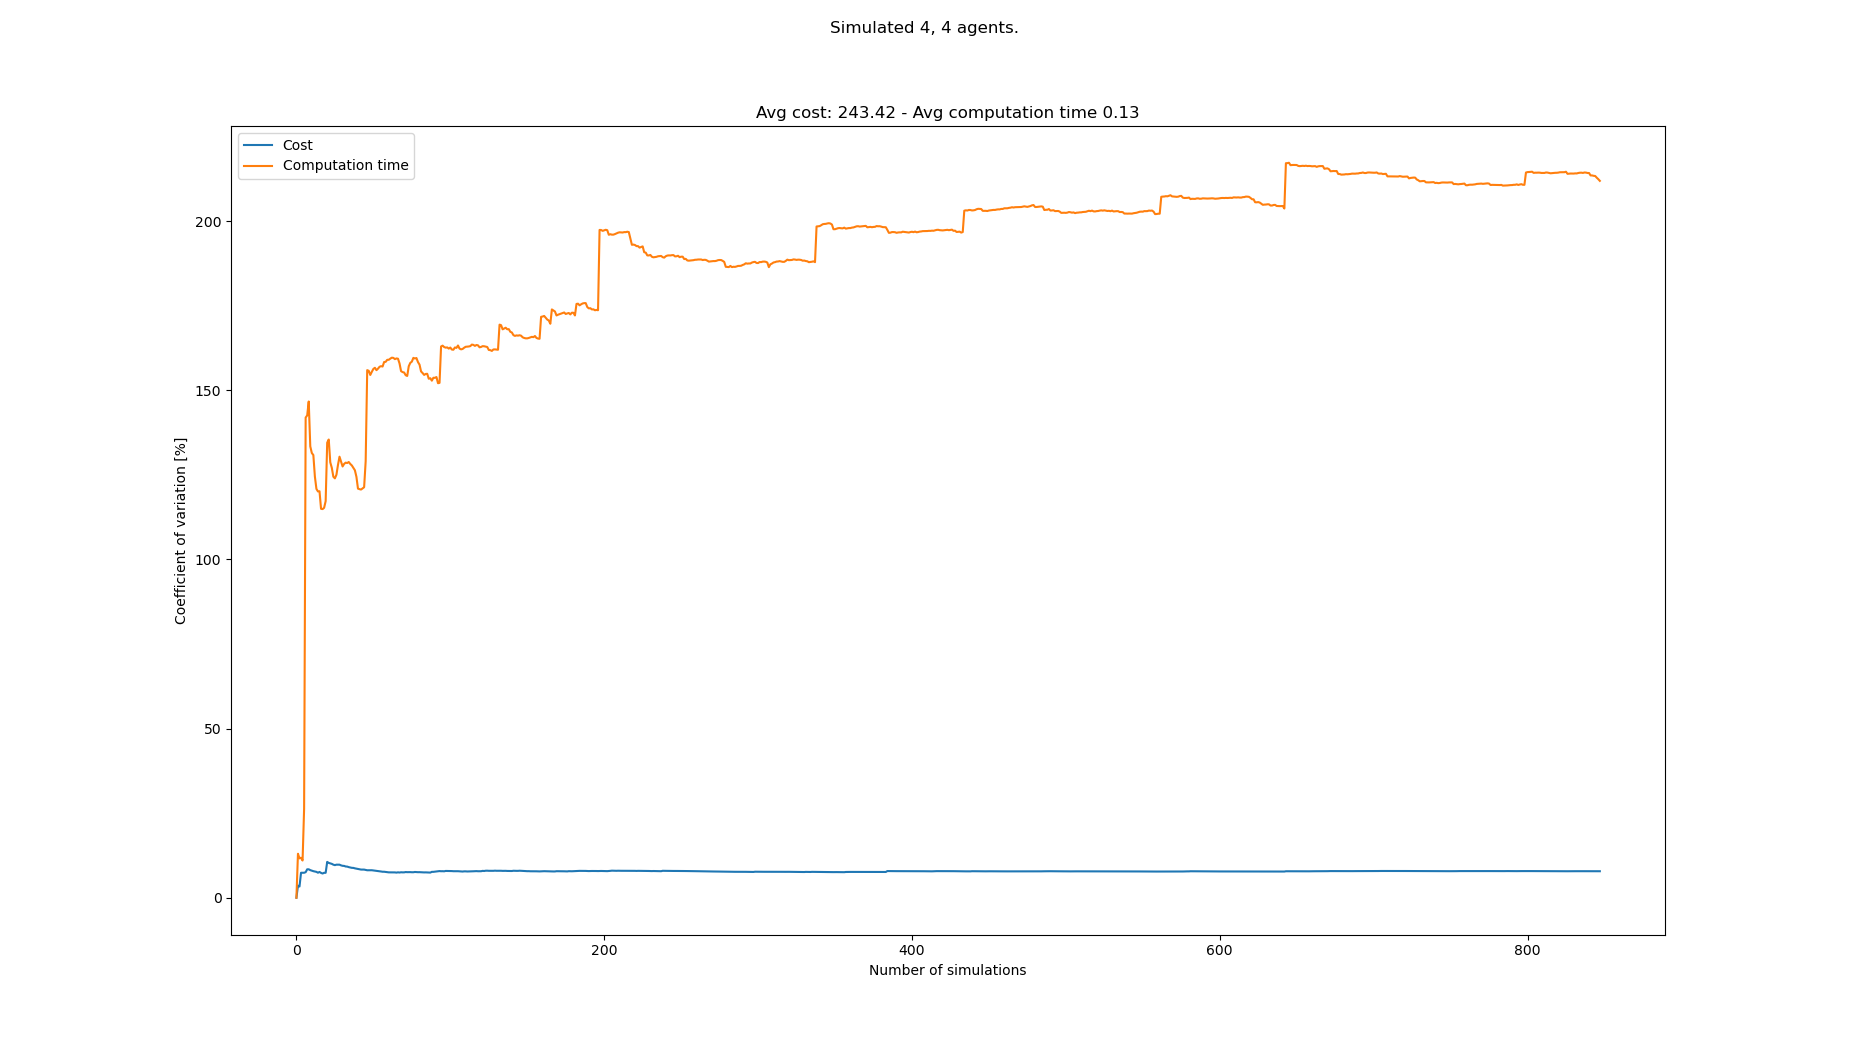 Simulated 4, 4 agents.
Avg cost: 243.42 - Avg computation time 0.13
Cost
Computation time
200
150
100
50
0
Coefficient of variation [%]
0 200 400 600 800
Number of simulations